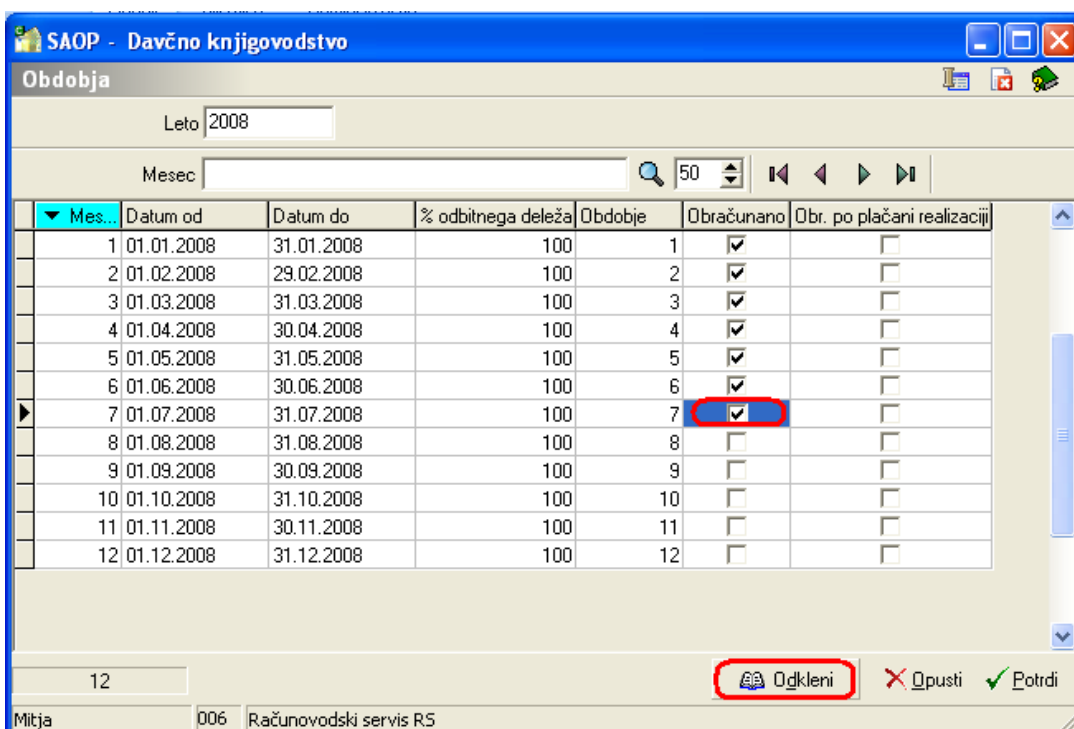 SAOP - Davčno knjigovodstvo
Obdobja
Leto 2008
Mesec 50
Mes... Datum od Datum do % odbitnega deleža Obdobje Obračunano Obr. po plačani realizaciji
1 01.01.2008 31.01.2008 100 1
2 01.02.2008 29.02.2008 100 2
3 01.03.2008 31.03.2008 100 3
4 01.04.2008 30.04.2008 100 4
5 01.05.2008 31.05.2008 100 5
6 01.06.2008 30.06.2008 100 6
7 01.07.2008 31.07.2008 100 7
8 01.08.2008 31.08.2008 100 8
9 01.09.2008 30.09.2008 100 9
10 01.10.2008 31.10.2008 100 10
11 01.11.2008 30.11.2008 100 11
12 01.12.2008 31.12.2008 100 12
12 Odkleni Opusti Potrdi
Mitja 006 Računovodski servis RS